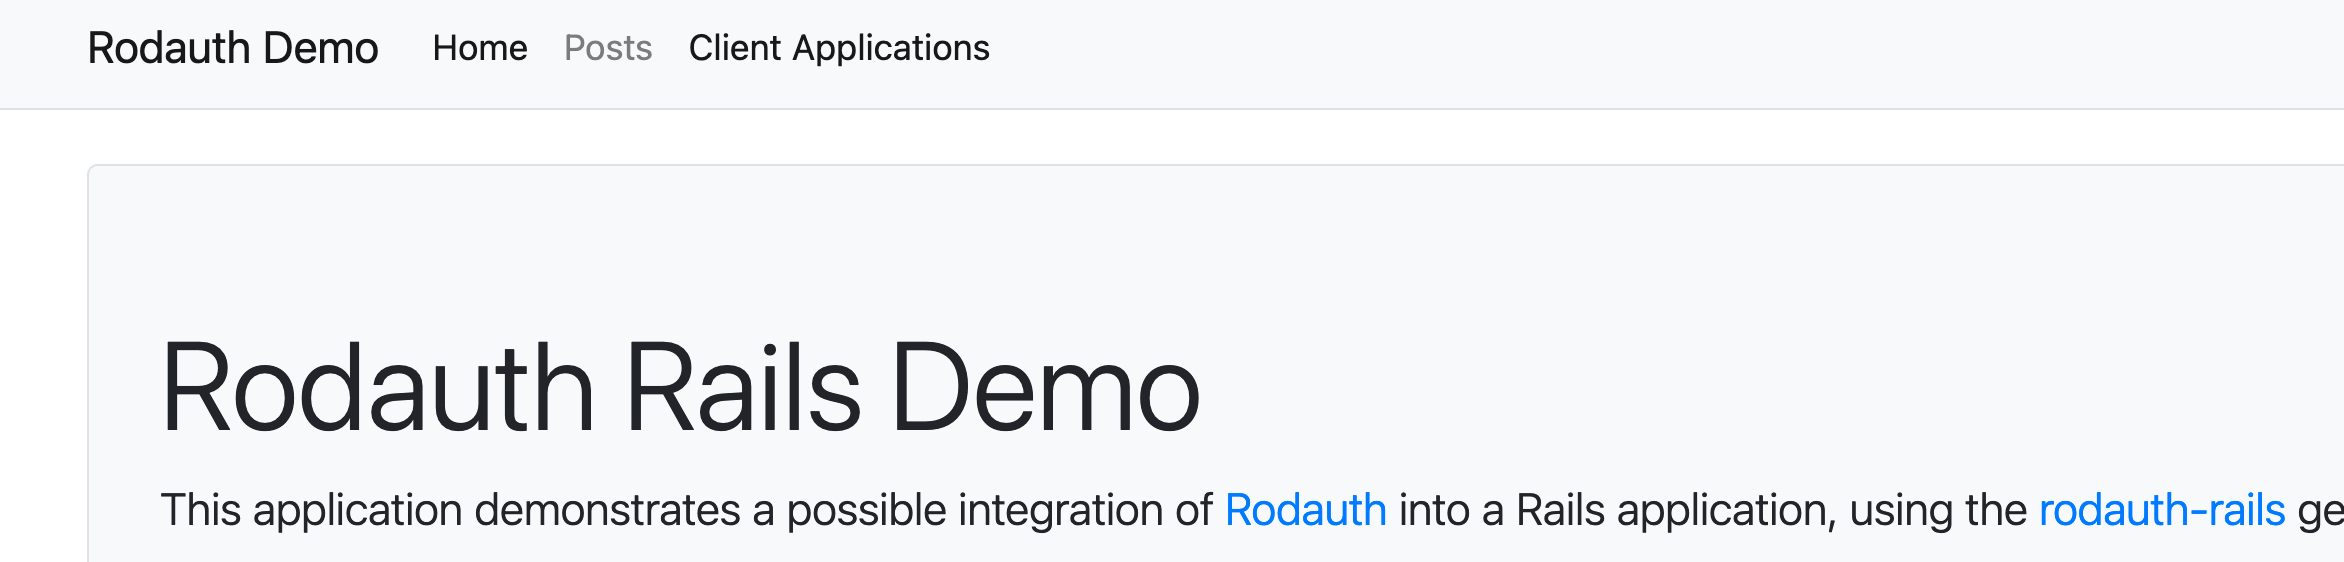 Rodauth Demo Home Posts Client Applications
Rodauth Rails Demo
This application demonstrates a possible integration of Rodauth into a Rails application, using the rodauth-rails ge